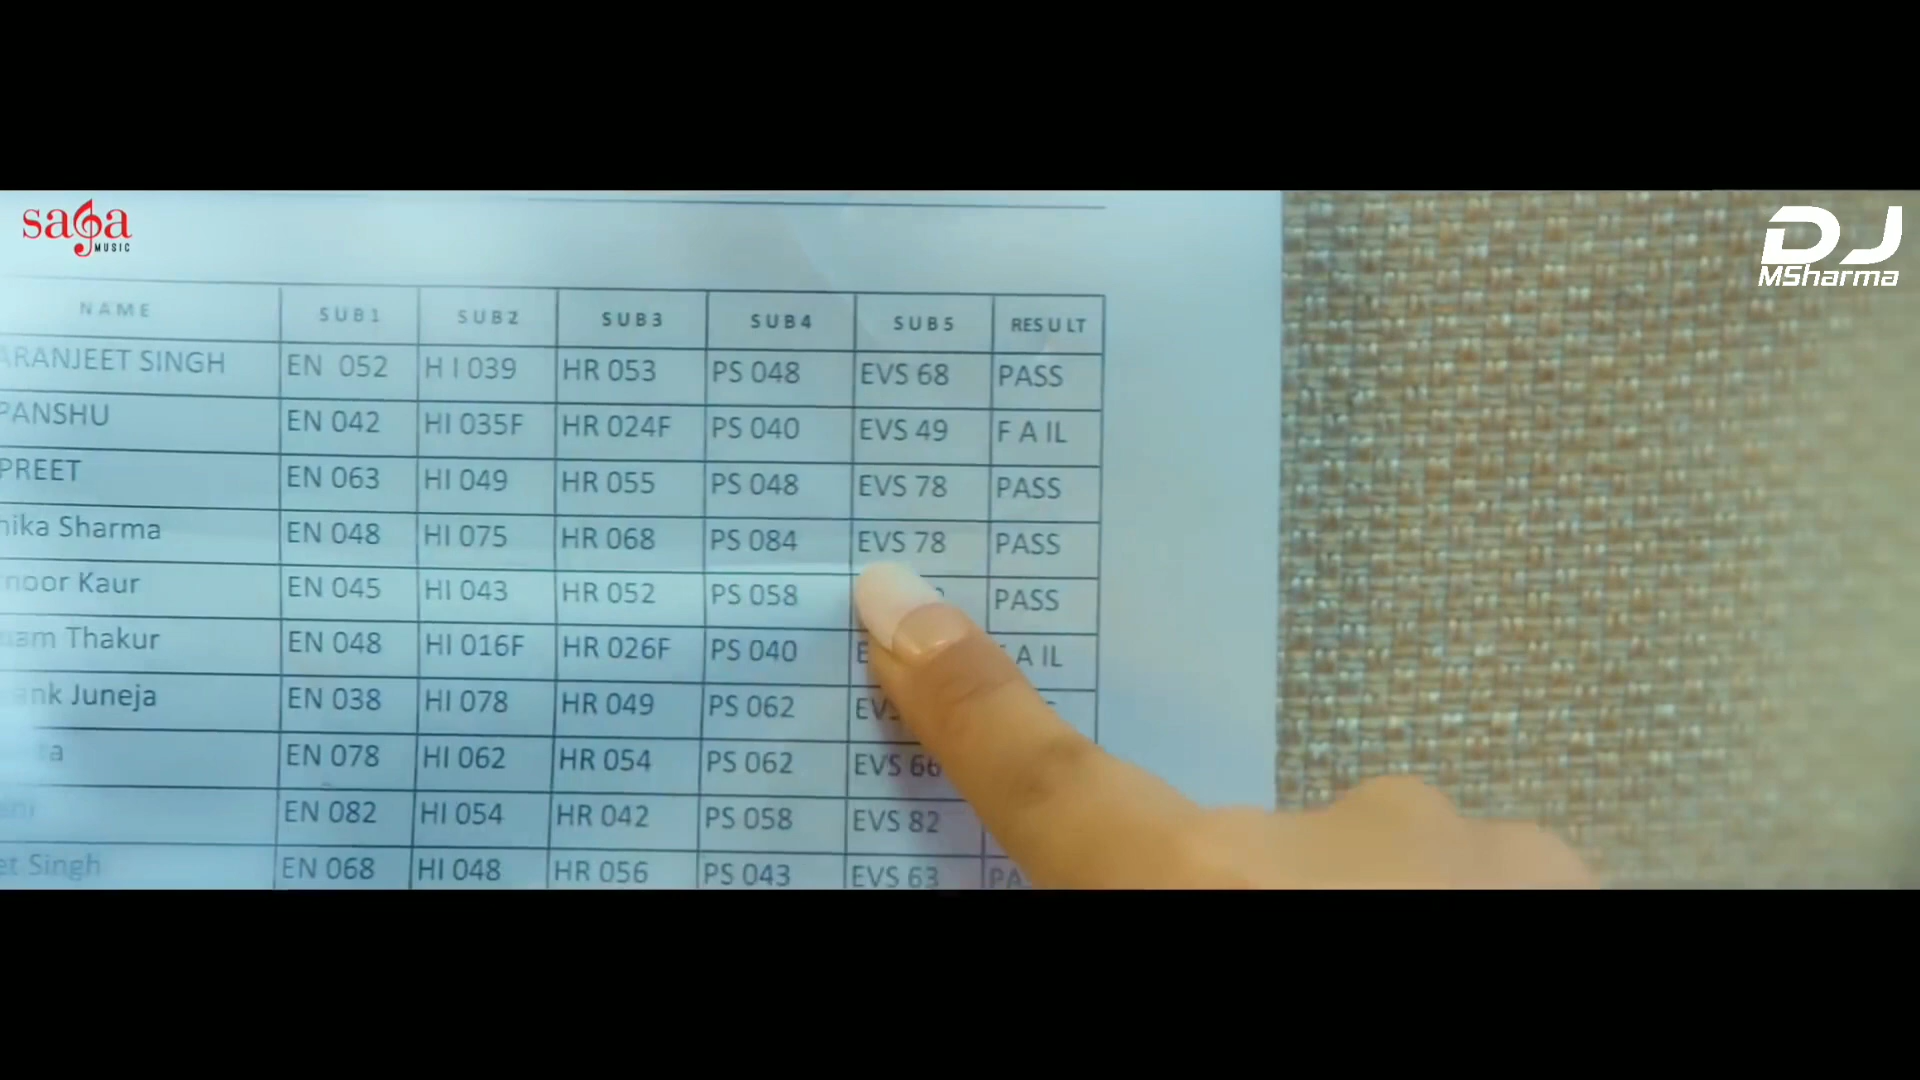 saga
MUSIC
DJ
MSharma
NAME SUB1 SUB2 SUB3 SUB4 SUB5 RESULT
ARANJEET SINGH EN 052 H I 039 HR 053 PS 048 EVS 68 PASS
PANSHU EN 042 HI 035F HR 024F PS 040 EVS 49 F A IL
PREET EN 063 HI 049 HR 055 PS 048 EVS 78 PASS
nika Sharma EN 048 HI 075 HR 068 PS 084 EVS 78 PASS
noor Kaur EN 045 HI 043 HR 052 PS 058 PASS
am Thakur EN 048 HI 016F HR 026F PS 040 A IL
ank Juneja EN 038 HI 078 HR 049 PS 062 EVS
EN 078 HI 062 HR 054 PS 062 EVS 66
EN 082 HI 054 HR 042 PS 058 EVS 82
et Singh EN 068 HI 048 HR 056 PS 043 EVS 63 PA